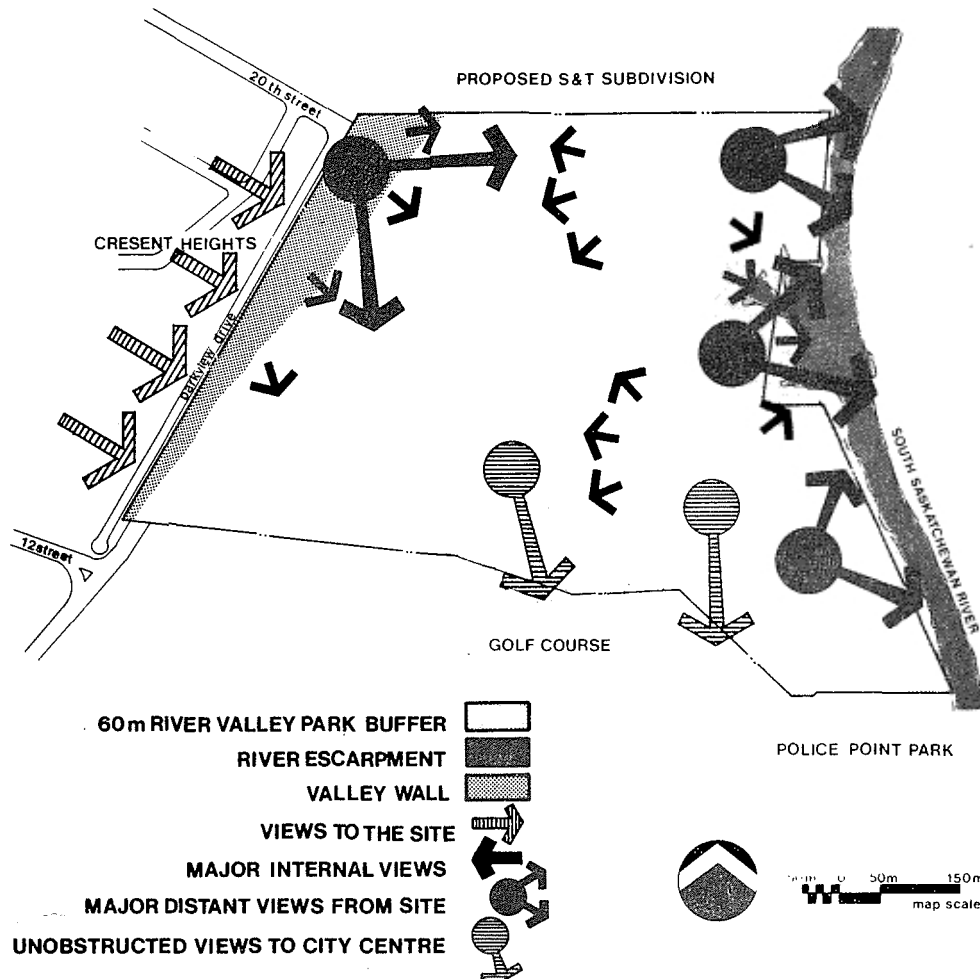 PROPOSED S&T SUBDIVISION
20th street
CRESENT HEIGHTS
parkview drive
SOUTH SASKATCHEWAN RIVER
12street
GOLF COURSE
POLICE POINT PARK
60m RIVER VALLEY PARK BUFFER
RIVER ESCARPMENT
VALLEY WALL
VIEWS TO THE SITE
MAJOR INTERNAL VIEWS
MAJOR DISTANT VIEWS FROM SITE
UNOBSTRUCTED VIEWS TO CITY CENTRE
0 50m 150m
map scale